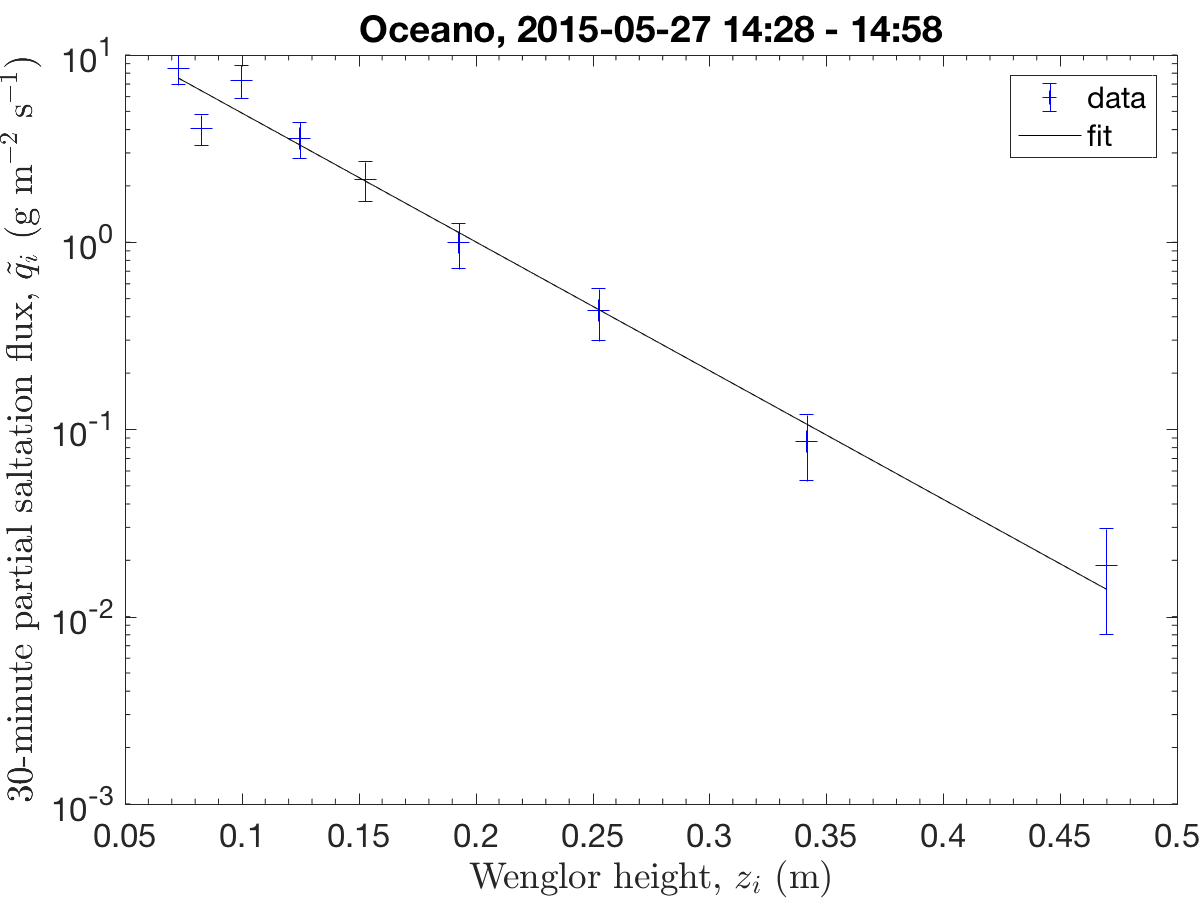 Oceano, 2015-05-27 14:28 - 14:58
30-minute partial saltation flux, q̃ᵢ (g m⁻² s⁻¹)
10¹
10⁰
10⁻¹
10⁻²
10⁻³
data
fit
0.05 0.1 0.15 0.2 0.25 0.3 0.35 0.4 0.45 0.5
Wenglor height, zᵢ (m)